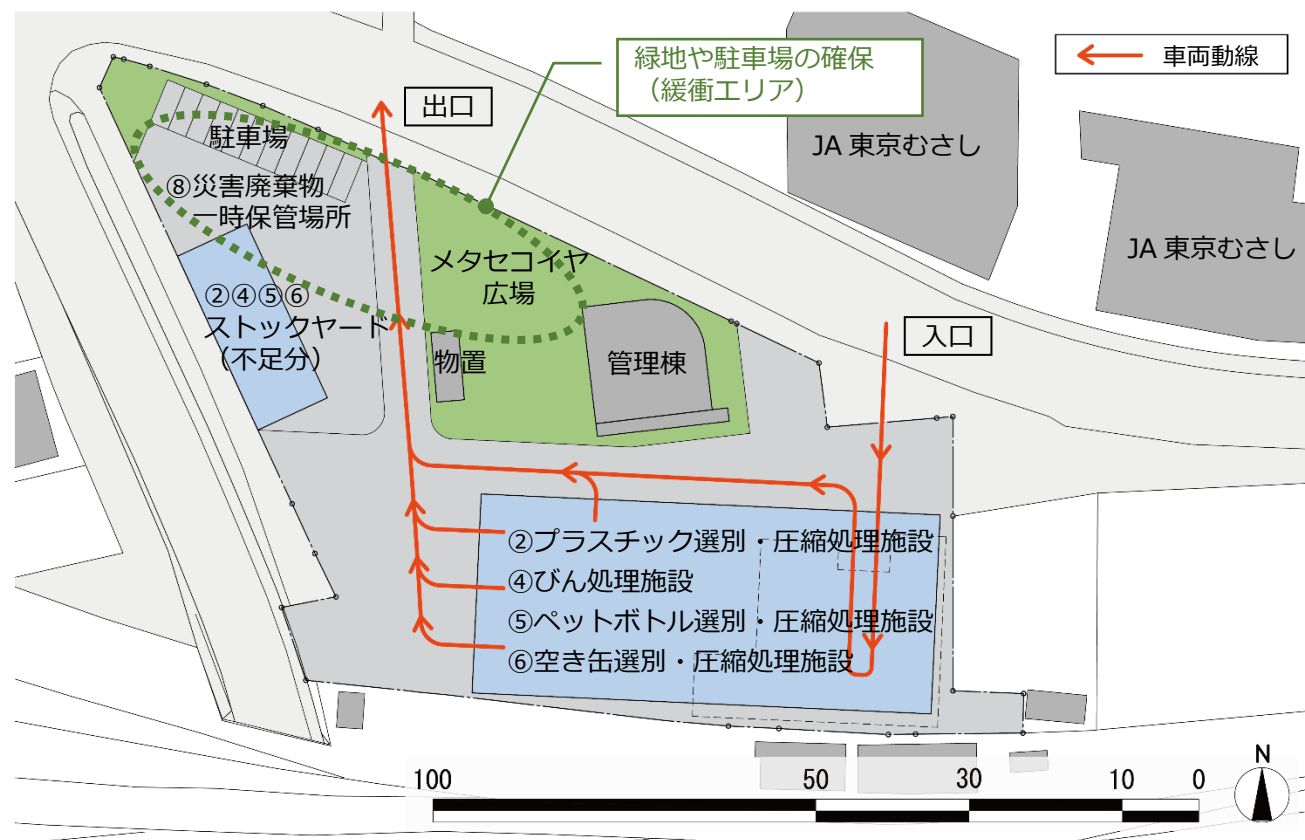 緑地や駐車場の確保
（緩衝エリア）
車両動線
出口
駐車場
JA 東京むさし
⑧災害廃棄物
一時保管場所
JA 東京むさし
メタセコイヤ
広場
②④⑤⑥
ストックヤード
（不足分）
入口
物置
管理棟
②プラスチック選別・圧縮処理施設
④びん処理施設
⑤ペットボトル選別・圧縮処理施設
⑥空き缶選別・圧縮処理施設
N
100 50 30 10 0